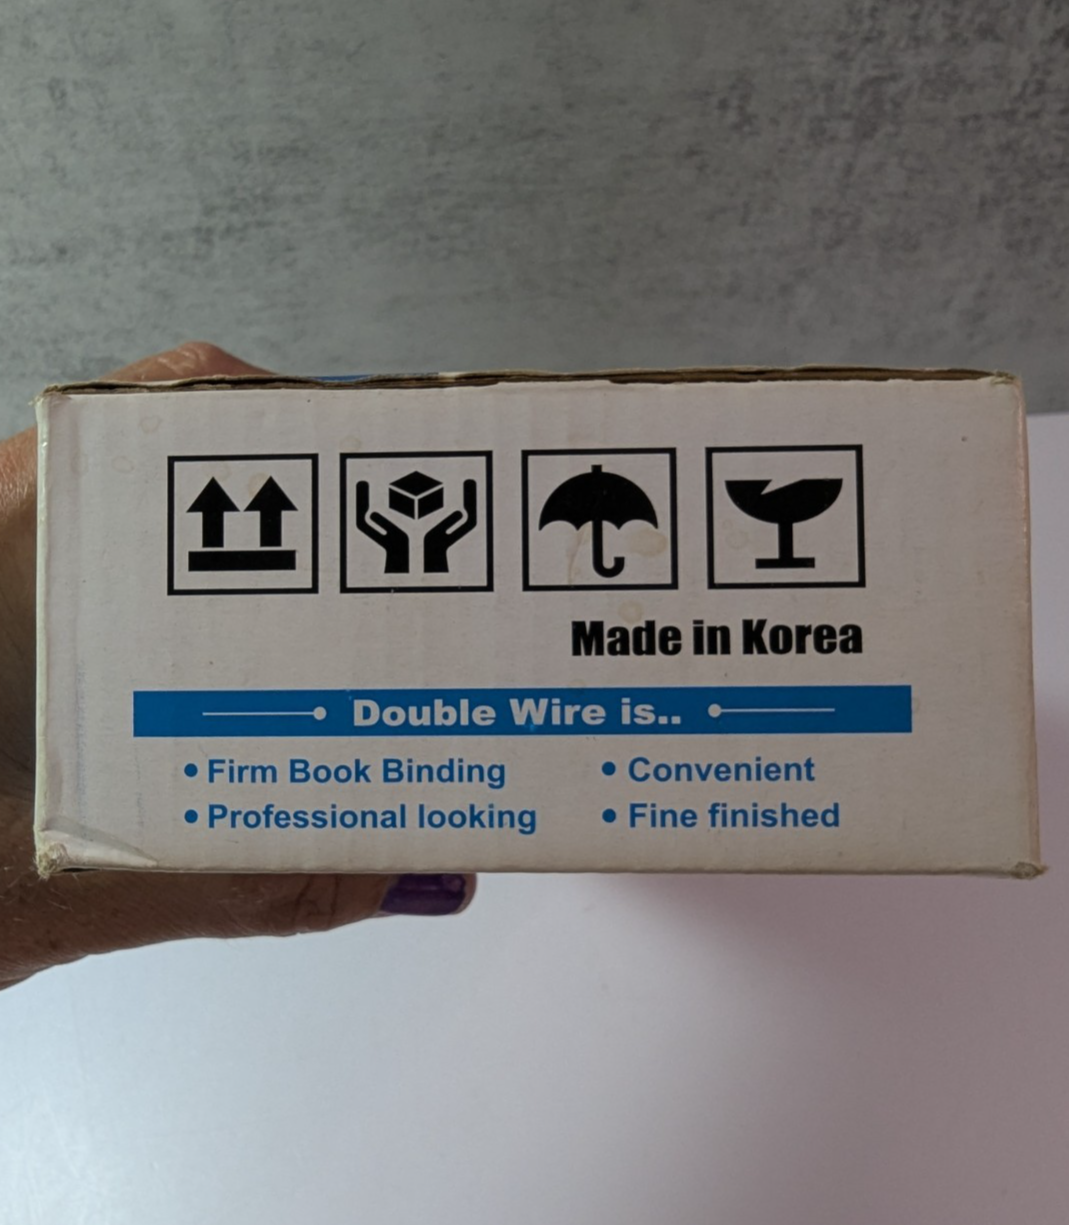 Made in Korea
Double Wire is..
• Firm Book Binding
• Convenient
• Professional looking
• Fine finished